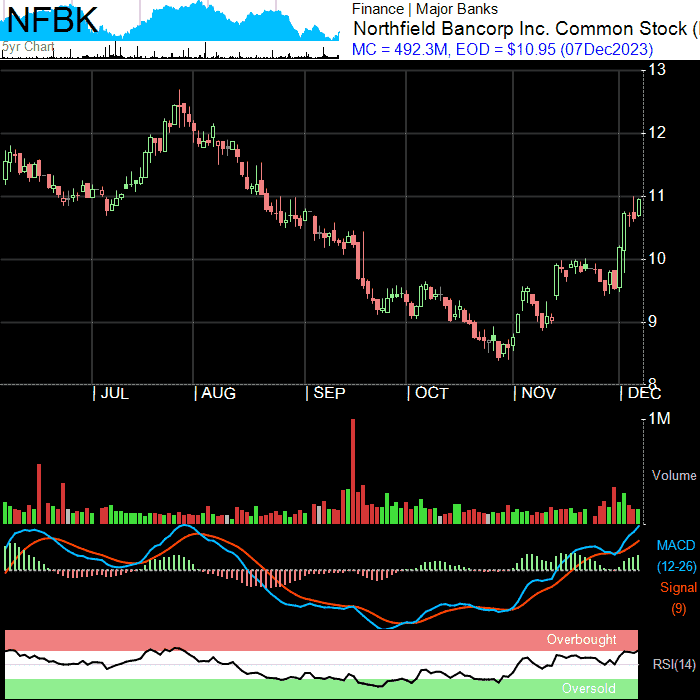 NFBK
5yr Chart
Finance | Major Banks
Northfield Bancorp Inc. Common Stock (
MC = 492.3M, EOD = $10.95 (07Dec2023)
13
12
11
10
9
8
| JUL | AUG | SEP | OCT | NOV | DEC
1M
Volume
MACD
(12-26)
Signal
(9)
Overbought
RSI(14)
Oversold